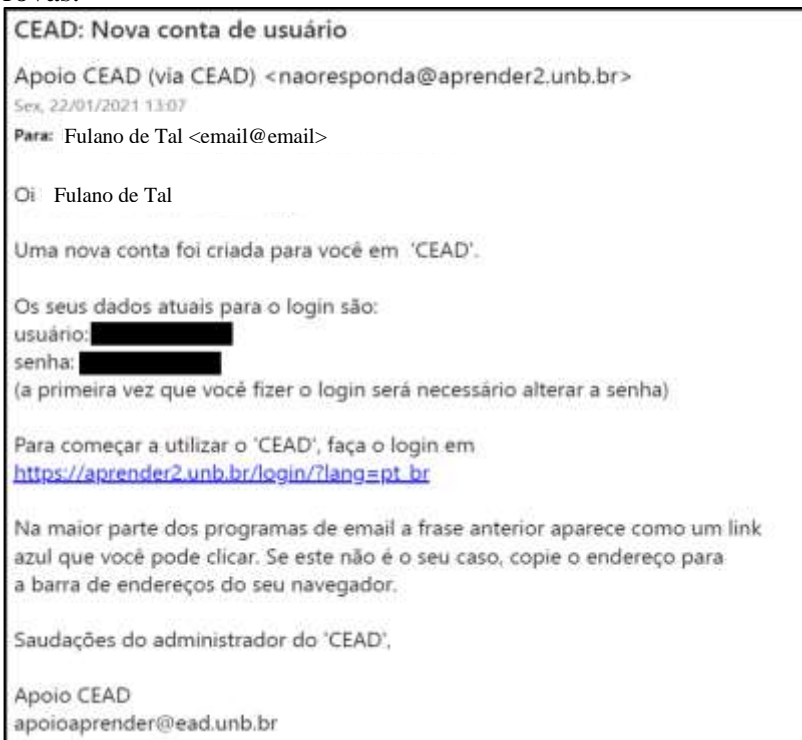 CEAD: Nova conta de usuário
Apoio CEAD (via CEAD) <naoresponda@aprender2.unb.br>
Sex, 22/01/2021 13:07
Para: Fulano de Tal <email@email>
Oi Fulano de Tal
Uma nova conta foi criada para você em 'CEAD'.
Os seus dados atuais para o login são:
usuário:
senha:
(a primeira vez que você fizer o login será necessário alterar a senha)
Para começar a utilizar o 'CEAD', faça o login em
https://aprender2.unb.br/login/?lang=pt_br
Na maior parte dos programas de email a frase anterior aparece como um link
azul que você pode clicar. Se este não é o seu caso, copie o endereço para
a barra de endereços do seu navegador.
Saudações do administrador do 'CEAD',
Apoio CEAD
apoioaprender@ead.unb.br